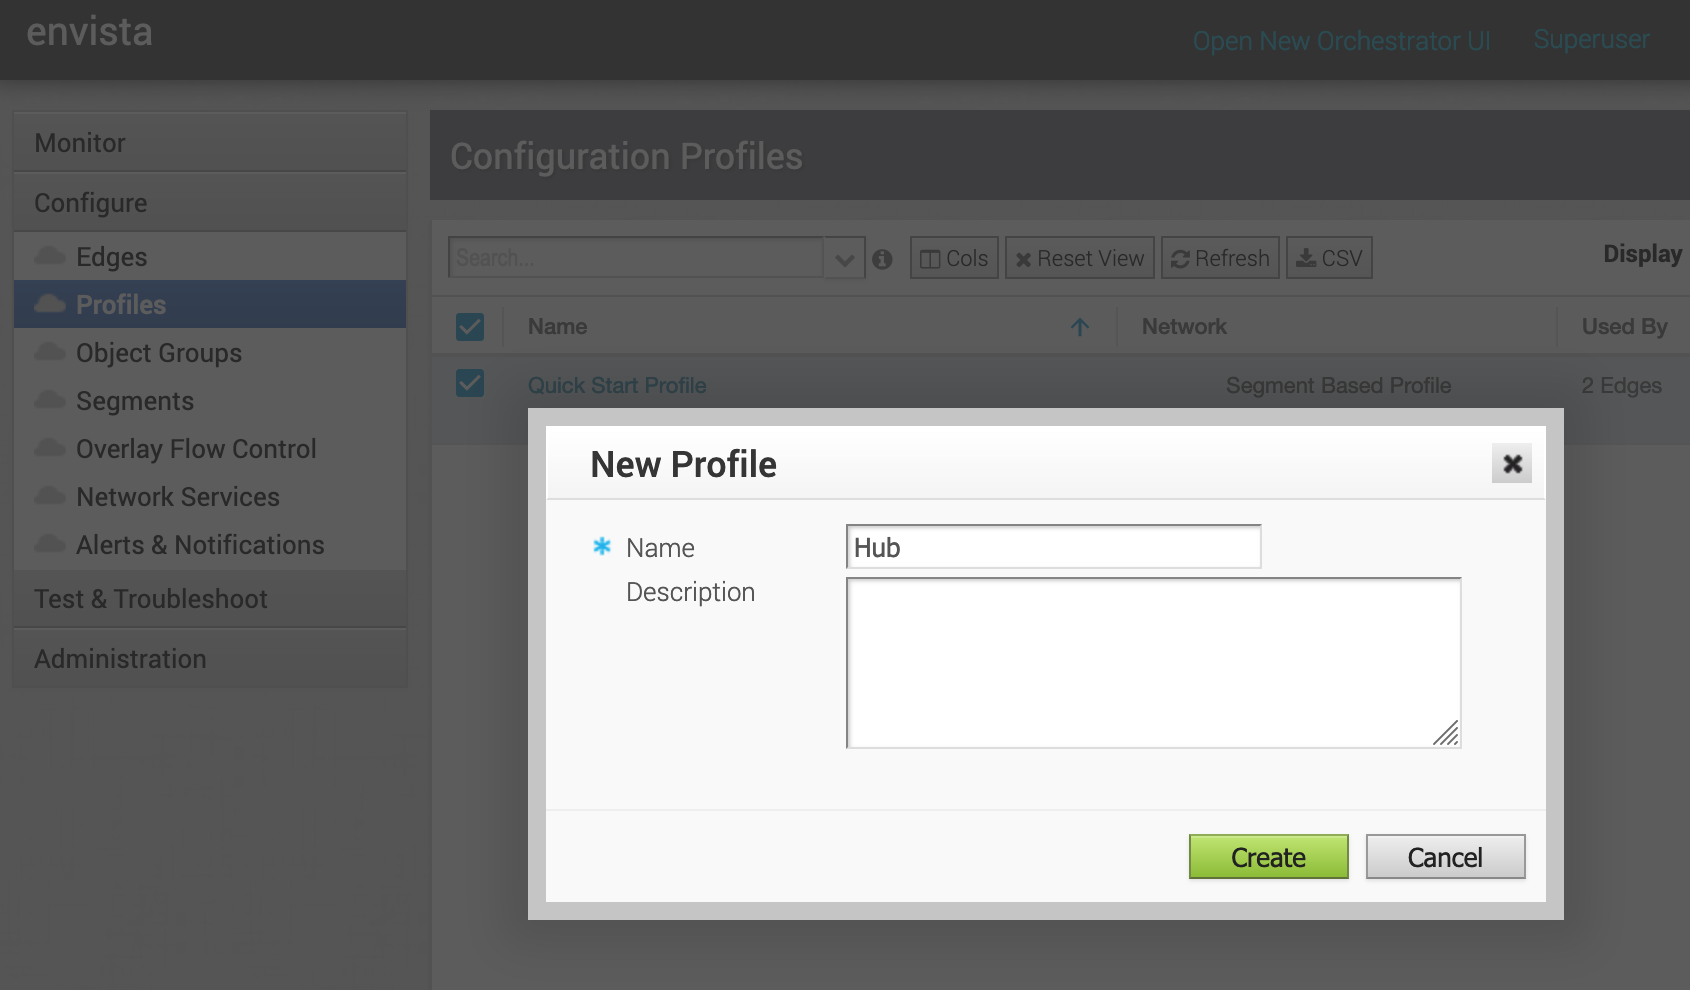 envista
Open New Orchestrator UI Superuser
Monitor
Configure
Edges
Profiles
Object Groups
Segments
Overlay Flow Control
Network Services
Alerts & Notifications
Test & Troubleshoot
Administration
Configuration Profiles
Search...
Cols Reset View Refresh CSV Display
Name Network Used By
Quick Start Profile Segment Based Profile 2 Edges
New Profile
Name Hub
Description
Create Cancel